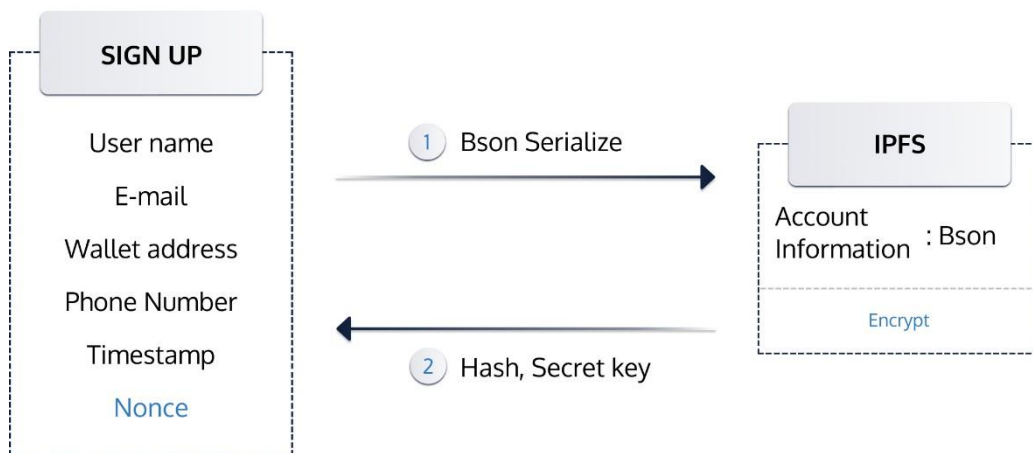 SIGN UP
User name
E-mail
Wallet address
Phone Number
Timestamp
Nonce
1 Bson Serialize
2 Hash, Secret key
IPFS
Account
Information : Bson
Encrypt